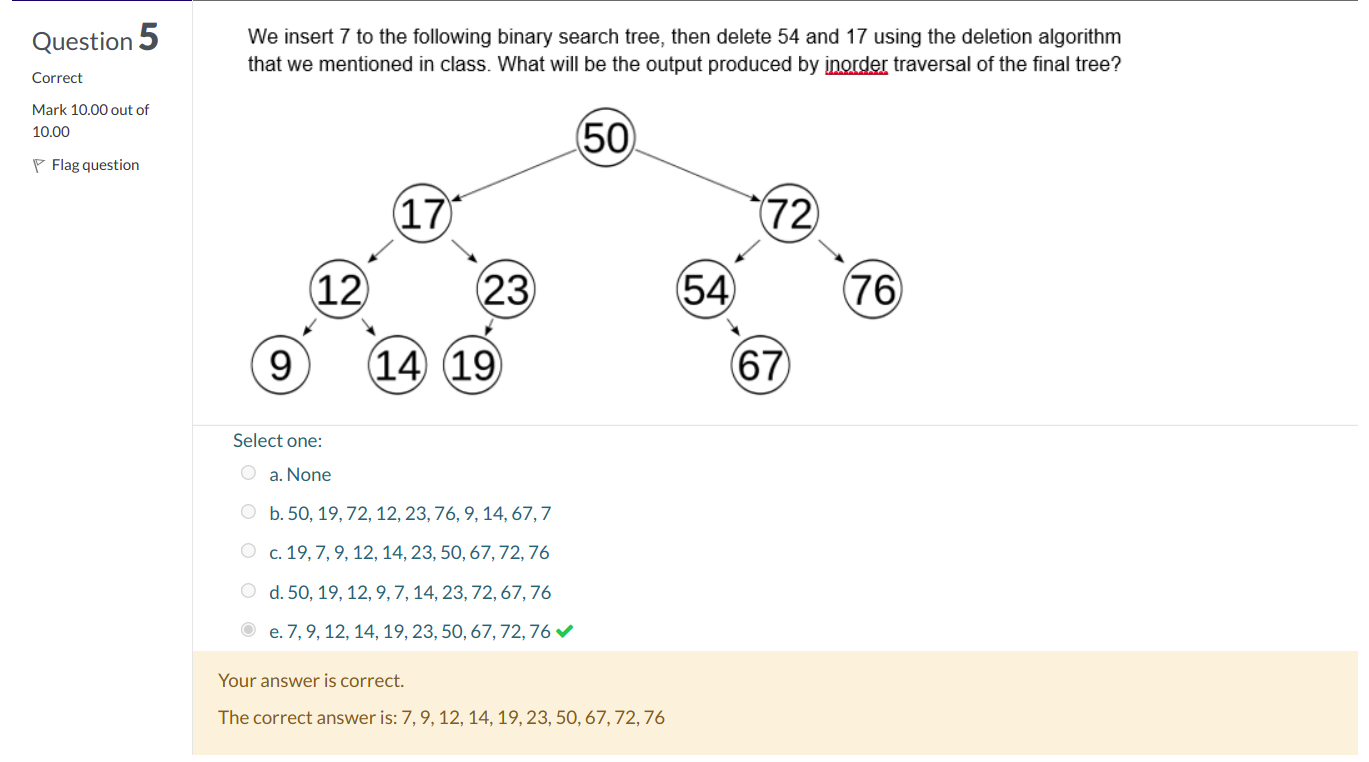 Question 5
Correct
Mark 10.00 out of
10.00
Flag question
We insert 7 to the following binary search tree, then delete 54 and 17 using the deletion algorithm
that we mentioned in class. What will be the output produced by inorder traversal of the final tree?
50
17 72
12 23 54 76
9 14 19 67
Select one:
a. None
b. 50, 19, 72, 12, 23, 76, 9, 14, 67, 7
c. 19, 7, 9, 12, 14, 23, 50, 67, 72, 76
d. 50, 19, 12, 9, 7, 14, 23, 72, 67, 76
e. 7, 9, 12, 14, 19, 23, 50, 67, 72, 76
Your answer is correct.
The correct answer is: 7, 9, 12, 14, 19, 23, 50, 67, 72, 76